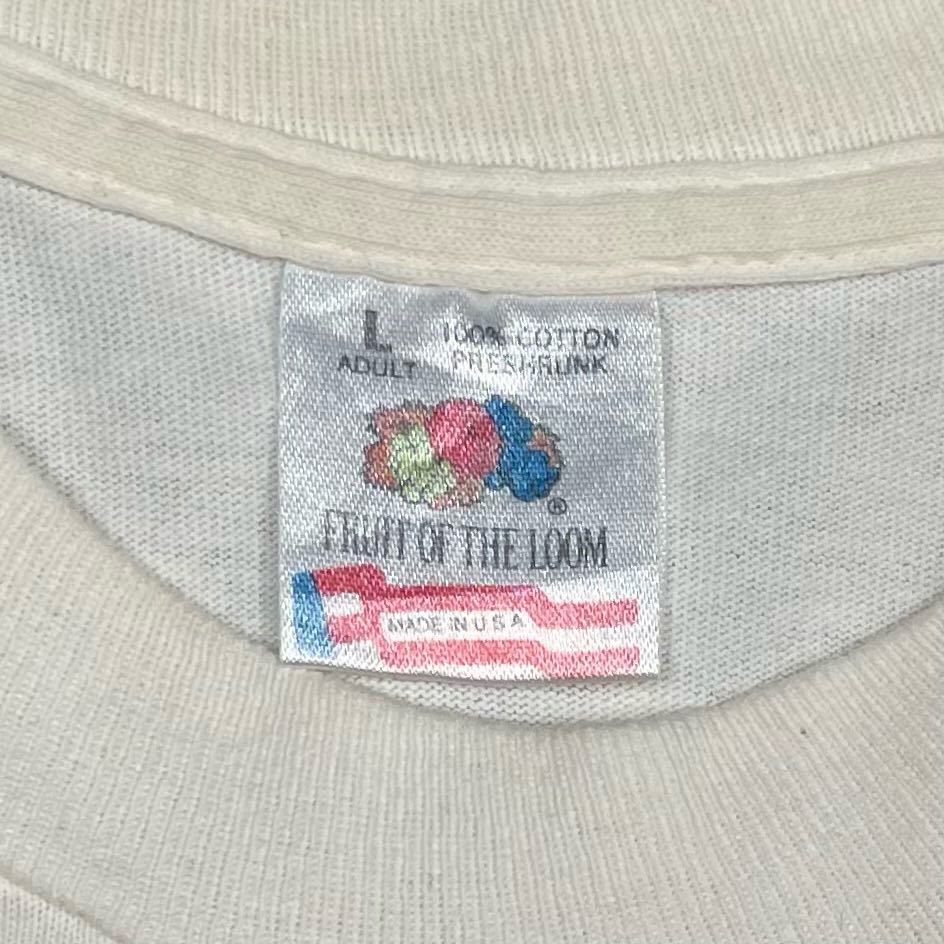 L 100% COTTON
ADULT PRESHRUNK
®
FRUIT OF THE LOOM
MADE IN U S A